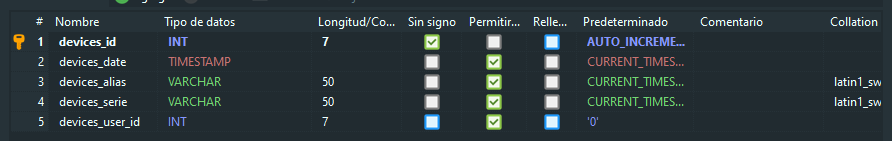 # Nombre Tipo de datos Longitud/Co... Sin signo Permitir... Relle... Predeterminado Comentario Collation
1 devices_id INT 7 AUTO_INCREME...
2 devices_date TIMESTAMP CURRENT_TIMES...
3 devices_alias VARCHAR 50 CURRENT_TIMES... latin1_sw
4 devices_serie VARCHAR 50 CURRENT_TIMES... latin1_sw
5 devices_user_id INT 7 '0'